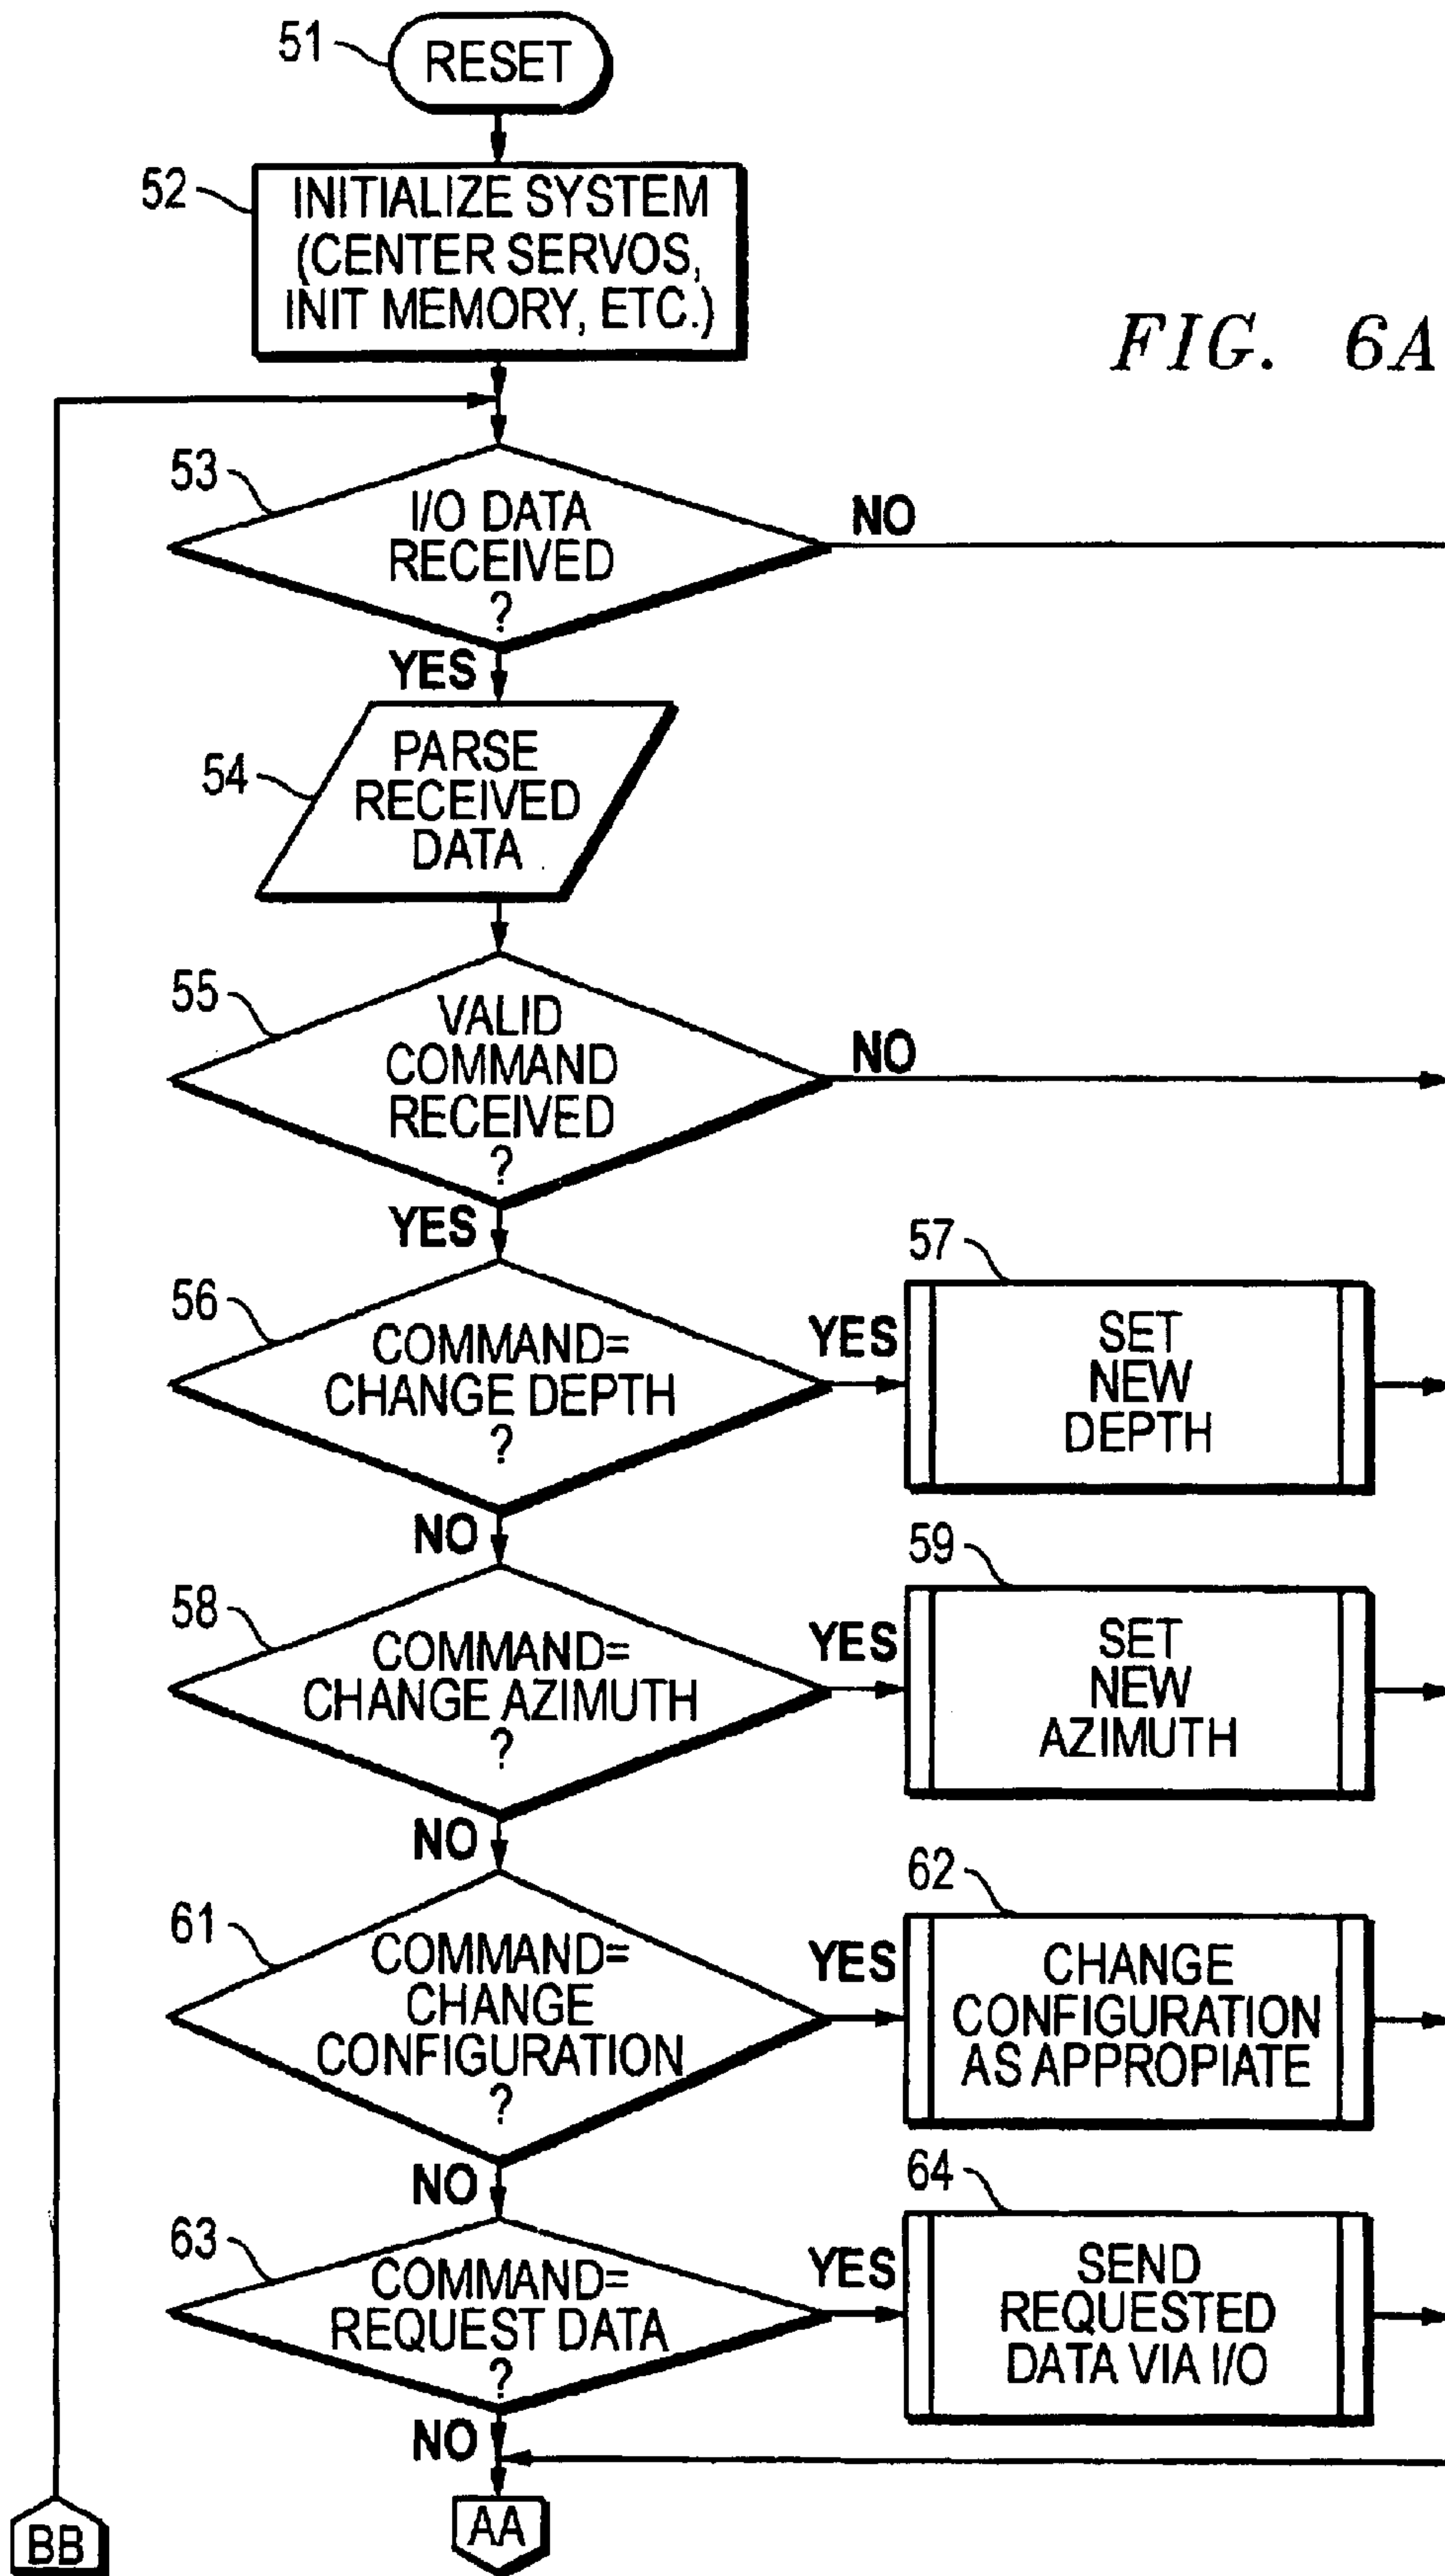 51
RESET
52
INITIALIZE SYSTEM
(CENTER SERVOS,
INIT MEMORY, ETC.)
FIG. 6A
53
I/O DATA
RECEIVED
?
NO
YES
54
PARSE
RECEIVED
DATA
55
VALID
COMMAND
RECEIVED
?
NO
YES
56
COMMAND=
CHANGE DEPTH
?
YES
57
SET
NEW
DEPTH
NO
58
COMMAND=
CHANGE AZIMUTH
?
YES
59
SET
NEW
AZIMUTH
NO
61
COMMAND=
CHANGE
CONFIGURATION
?
YES
62
CHANGE
CONFIGURATION
AS APPROPIATE
NO
63
COMMAND=
REQUEST DATA
?
YES
64
SEND
REQUESTED
DATA VIA I/O
NO
BB
AA